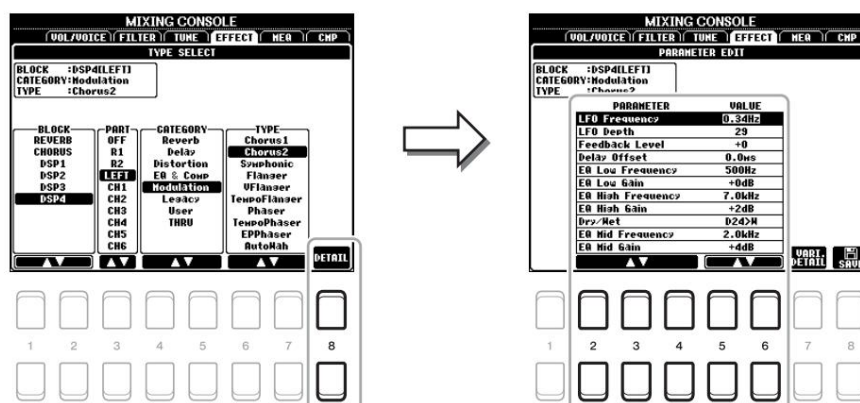 MIXING CONSOLE
VOL/VOICE FILTER TUNE EFFECT MEQ CMP
TYPE SELECT
BLOCK :DSP4[LEFT]
CATEGORY:Modulation
TYPE :Chorus2
BLOCK PART CATEGORY TYPE
REVERB OFF Reverb Chorus1
CHORUS R1 Delay Chorus2
DSP1 R2 Distortion Symphonic
DSP2 LEFT EQ & Comp Flanger
DSP3 CH1 Modulation VFlanger
DSP4 CH2 Legacy TempoFlanger
CH3 User Phaser
CH4 THRU TempoPhaser
CH5 EPPhaser
CH6 AutoWah
DETAIL
1 2 3 4 5 6 7 8
MIXING CONSOLE
VOL/VOICE FILTER TUNE EFFECT MEQ CMP
PARAMETER EDIT
BLOCK :DSP4[LEFT]
CATEGORY:Modulation
TYPE :Chorus2
PARAMETER VALUE
LFO Frequency 0.34Hz
LFO Depth 29
Feedback Level +0
Delay Offset 0.0ms
EQ Low Frequency 500Hz
EQ Low Gain +0dB
EQ High Frequency 7.0kHz
EQ High Gain +2dB
Dry/Wet D24>W
EQ Mid Frequency 2.0kHz
EQ Mid Gain +4dB
VARI. DETAIL
SAVE
1 2 3 4 5 6 7 8